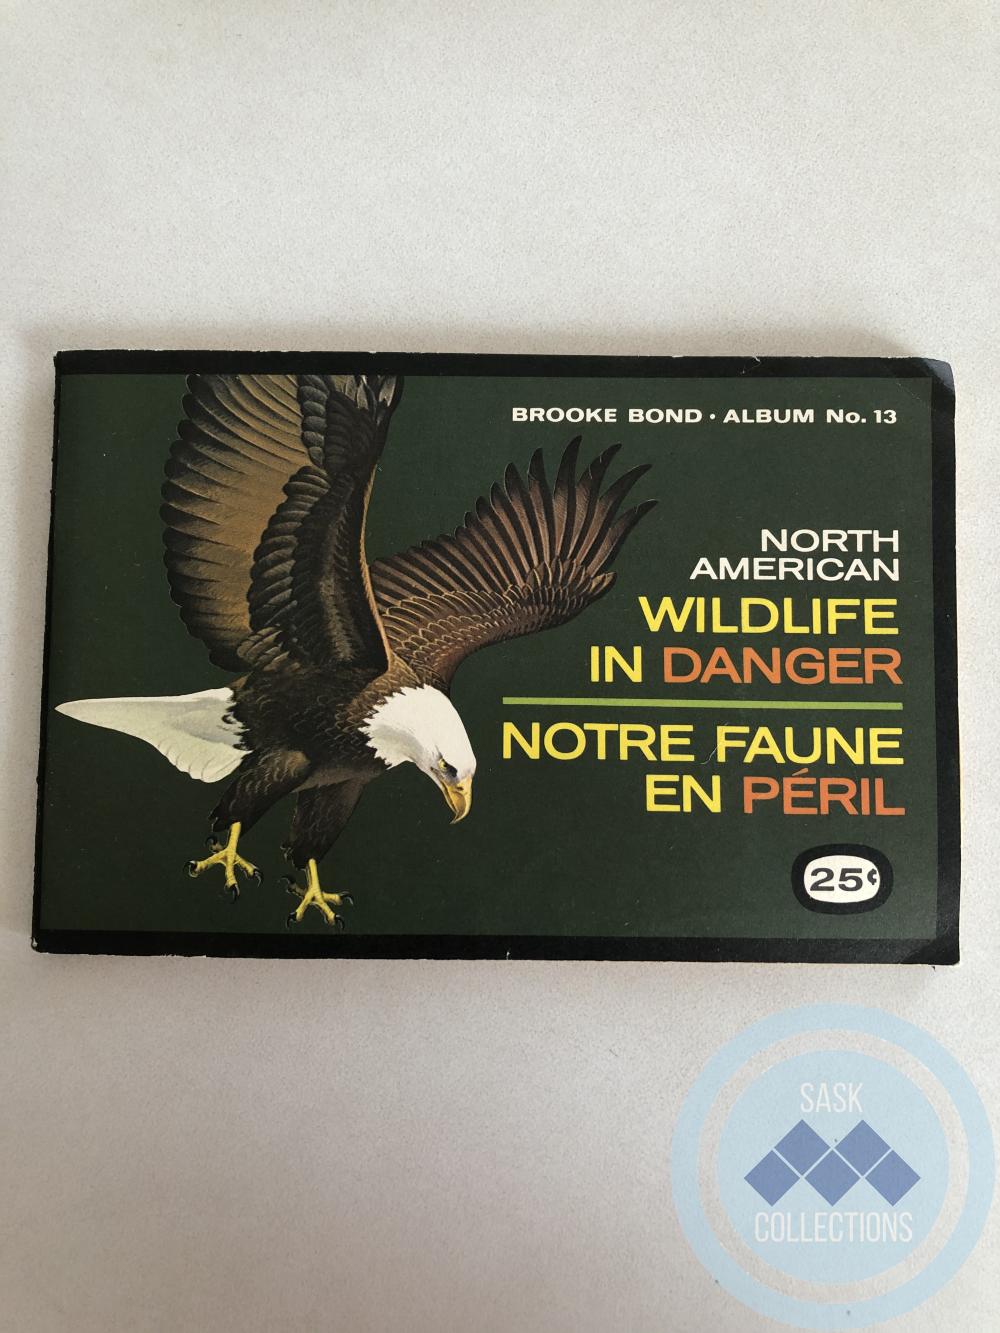 BROOKE BOND • ALBUM No. 13
NORTH
AMERICAN
WILDLIFE
IN DANGER
NOTRE FAUNE
EN PÉRIL
25¢
SASK
COLLECTIONS